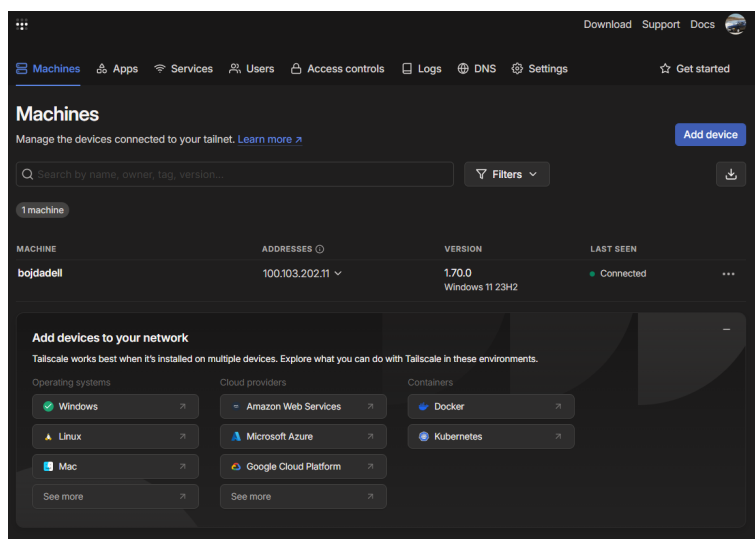 Download Support Docs
Machines Apps Services Users Access controls Logs DNS Settings Get started
Machines
Manage the devices connected to your tailnet. Learn more ↗
Add device
Search by name, owner, tag, version...
Filters
1 machine
MACHINE ADDRESSES VERSION LAST SEEN
bojdadell 100.103.202.11 1.70.0 Connected
Windows 11 23H2
Add devices to your network
Tailscale works best when it's installed on multiple devices. Explore what you can do with Tailscale in these environments.
Operating systems Cloud providers Containers
Windows Amazon Web Services Docker
Linux Microsoft Azure Kubernetes
Mac Google Cloud Platform
See more See more